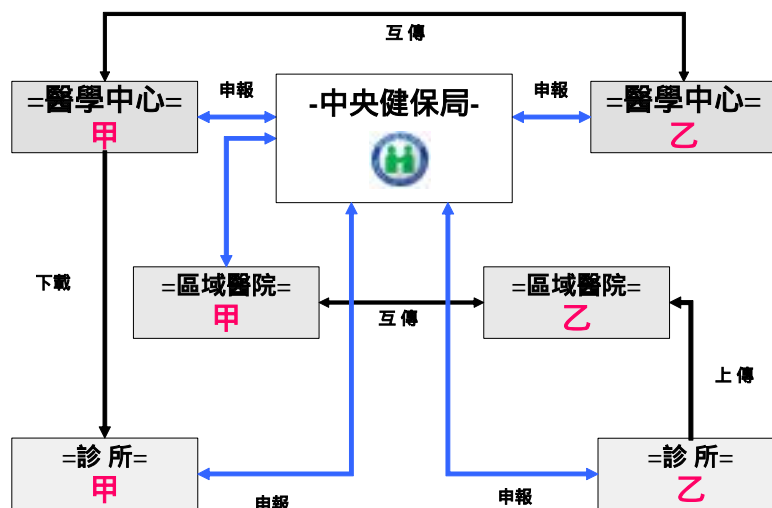 互 傳
=醫學中心=
甲
申報
-中央健保局-
申報
=醫學中心=
乙
下載
=區域醫院=
甲
互 傳
=區域醫院=
乙
上 傳
=診 所=
甲
申報
申報
=診 所=
乙